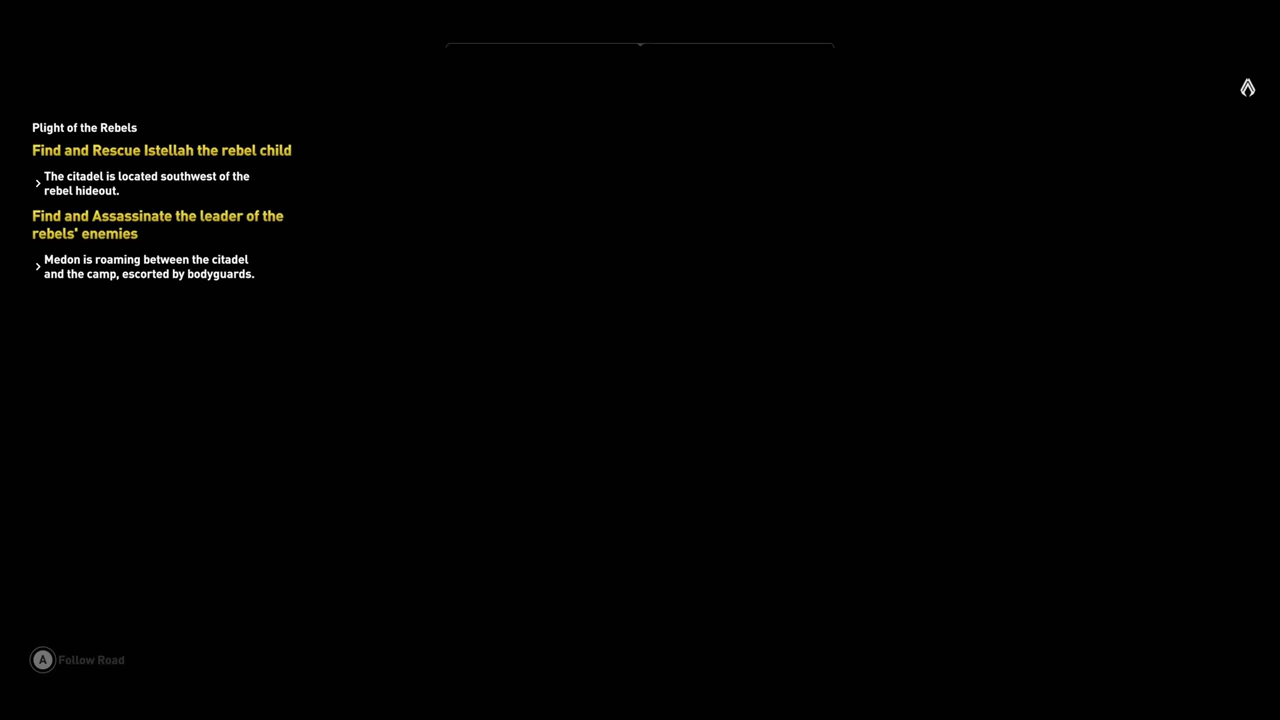 Plight of the Rebels
Find and Rescue Istellah the rebel child
The citadel is located southwest of the
rebel hideout.
Find and Assassinate the leader of the
rebels' enemies
Medon is roaming between the citadel
and the camp, escorted by bodyguards.
A Follow Road